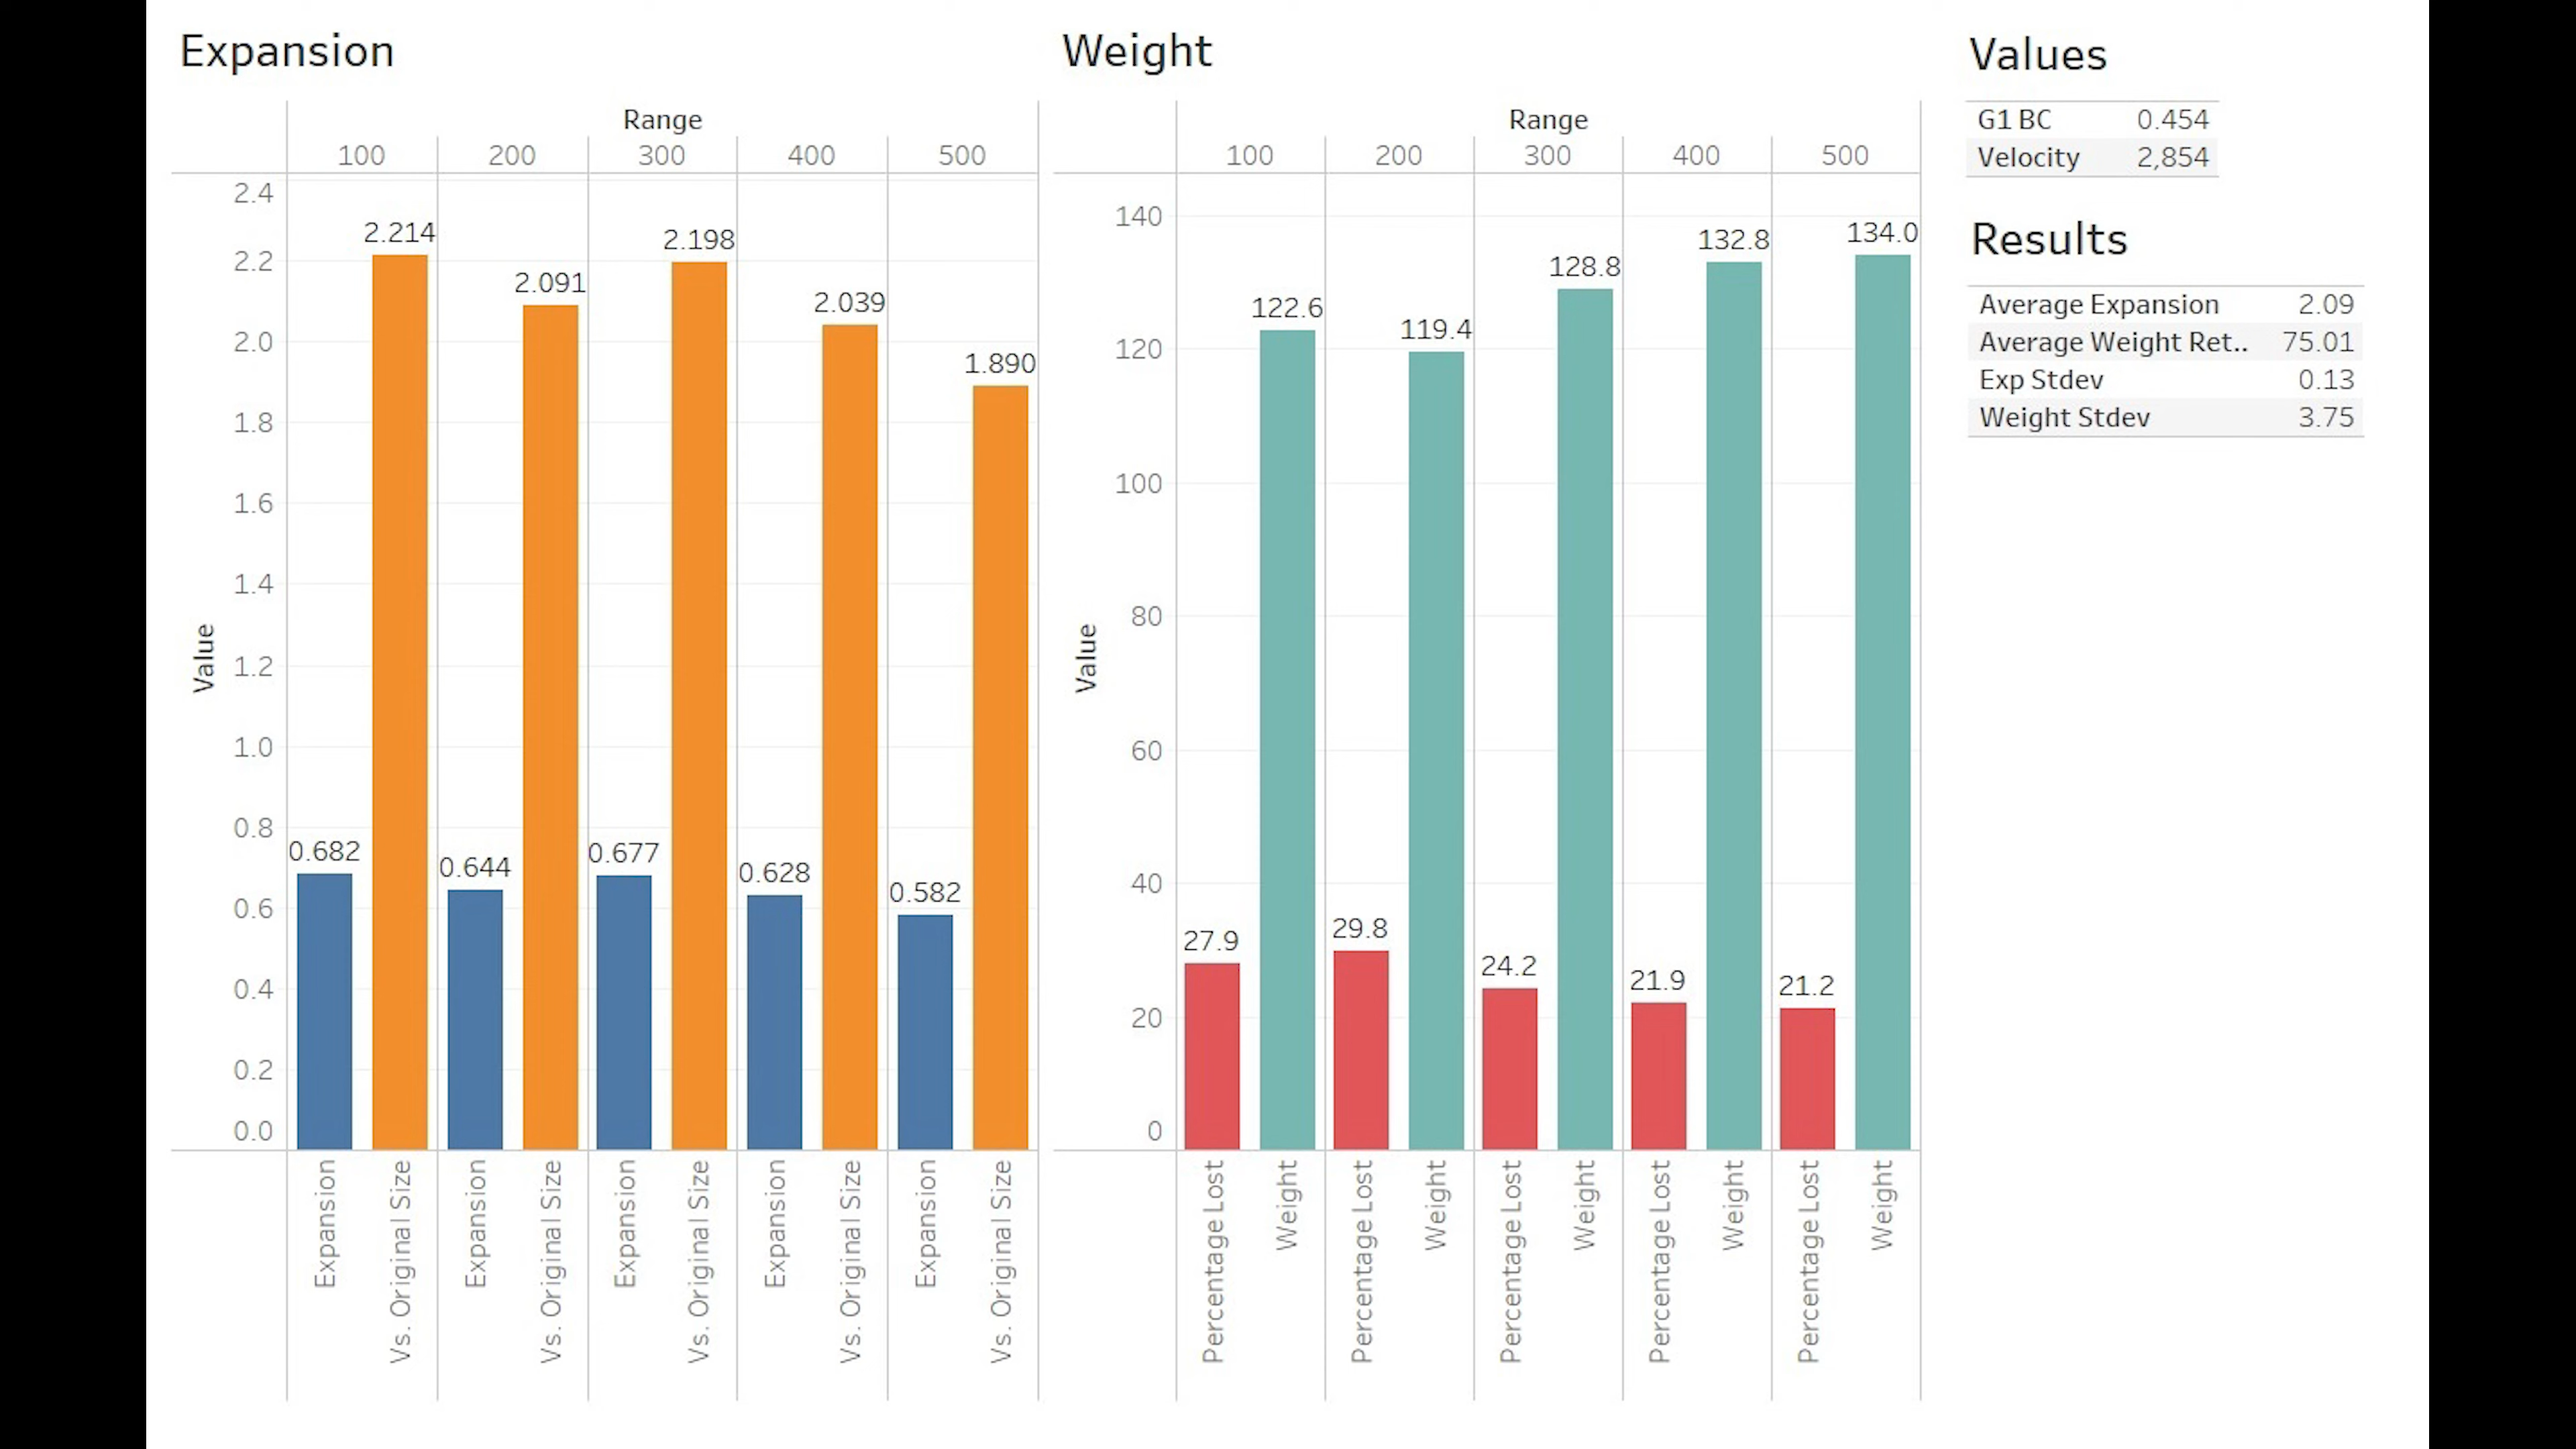 Expansion
Range
100 200 300 400 500
2.4
2.2
2.0
1.8
1.6
1.4
1.2
1.0
0.8
0.6
0.4
0.2
0.0
Value
0.682
2.214
0.644
2.091
0.677
2.198
0.628
2.039
0.582
1.890
Expansion
Vs. Original Size
Expansion
Vs. Original Size
Expansion
Vs. Original Size
Expansion
Vs. Original Size
Expansion
Vs. Original Size
Weight
Range
100 200 300 400 500
140
120
100
80
60
40
20
0
Value
27.9
122.6
29.8
119.4
24.2
128.8
21.9
132.8
21.2
134.0
Percentage Lost
Weight
Percentage Lost
Weight
Percentage Lost
Weight
Percentage Lost
Weight
Percentage Lost
Weight
Values
G1 BC 0.454
Velocity 2,854
Results
Average Expansion 2.09
Average Weight Ret.. 75.01
Exp Stdev 0.13
Weight Stdev 3.75